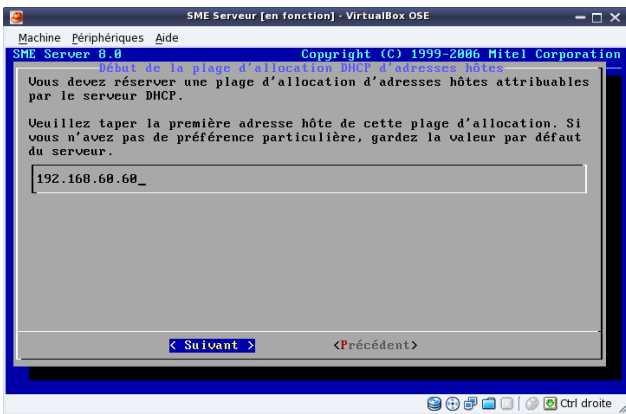 SME Serveur [en fonction] - VirtualBox OSE
Machine Périphériques Aide
SME Server 8.0 Copyright (C) 1999-2006 Mitel Corporation
Début de la plage d'allocation DHCP d'adresses hôtes
Vous devez réserver une plage d'allocation d'adresses hôtes attribuables
par le serveur DHCP.
Veuillez taper la première adresse hôte de cette plage d'allocation. Si
vous n'avez pas de préférence particulière, gardez la valeur par défaut
du serveur.
192.168.60.60_
< Suivant > <Précédent>
Ctrl droite